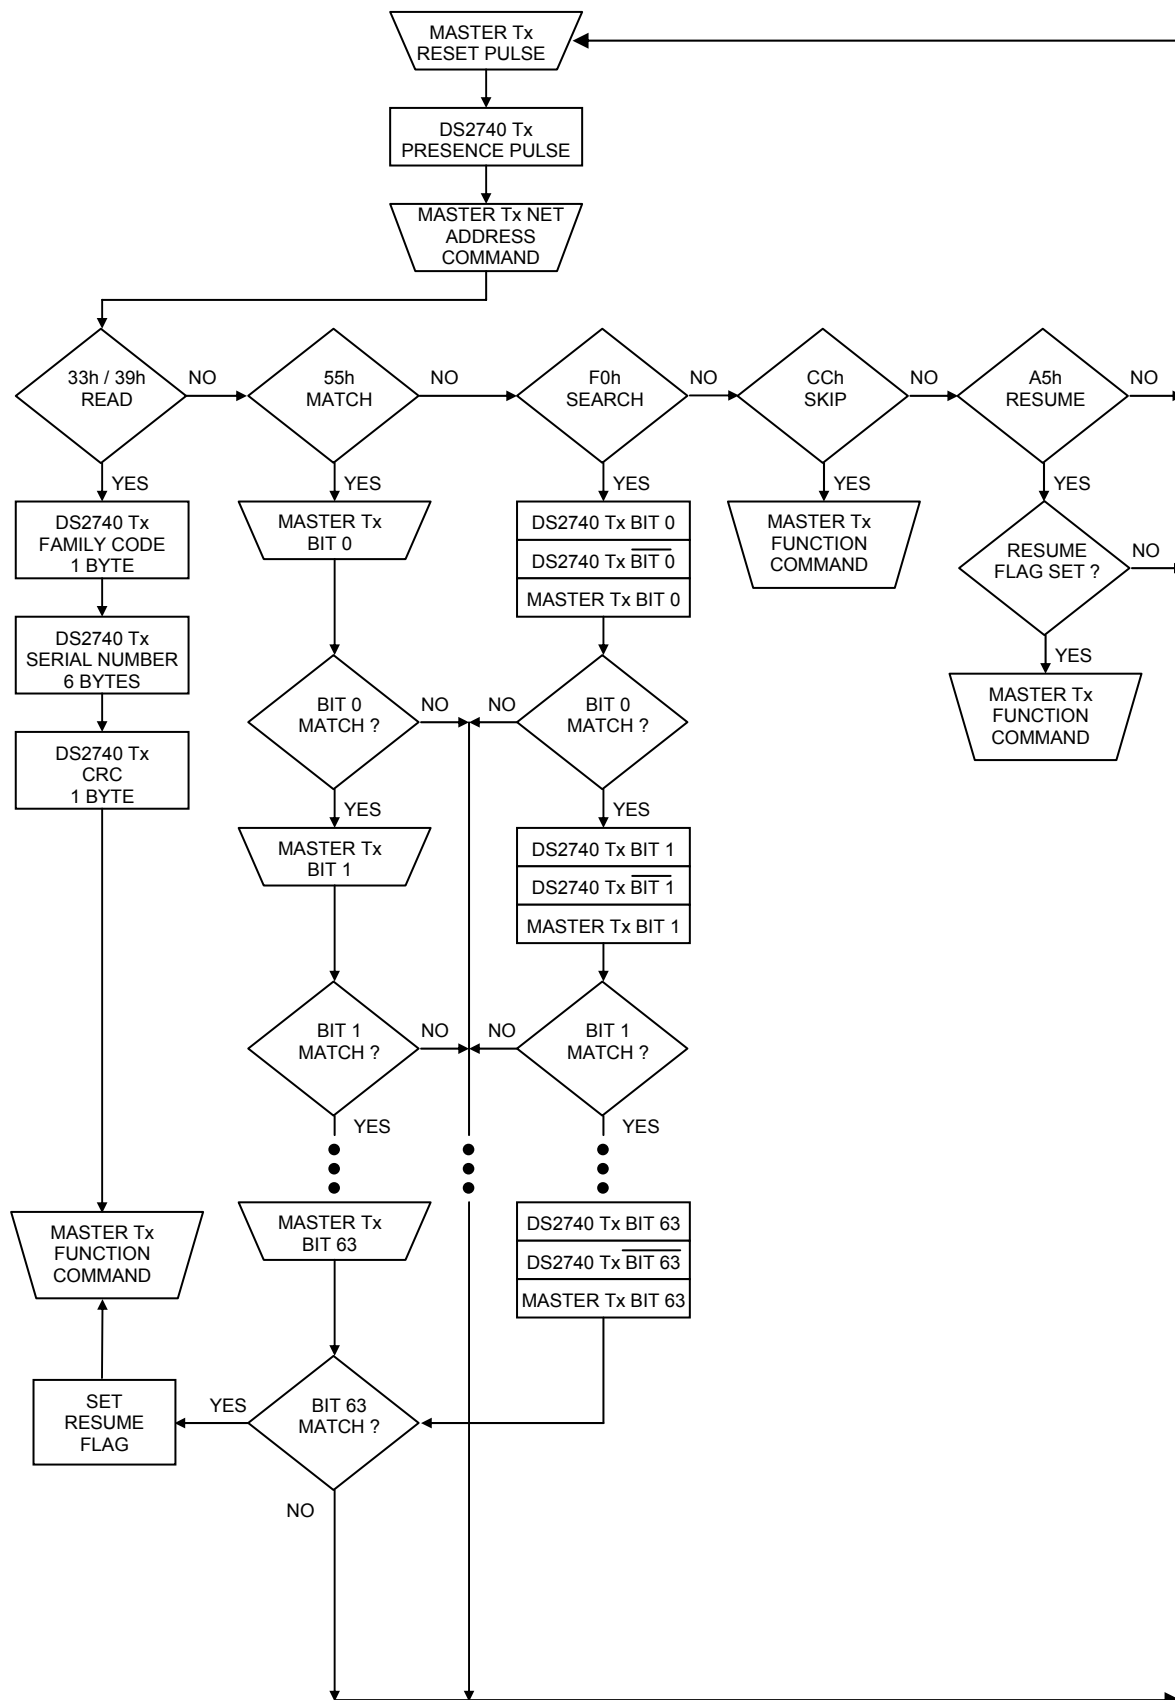 MASTER Tx
RESET PULSE
DS2740 Tx
PRESENCE PULSE
MASTER Tx NET
ADDRESS
COMMAND
33h / 39h
READ
NO
55h
MATCH
NO
F0h
SEARCH
NO
CCh
SKIP
NO
A5h
RESUME
NO
YES
YES
YES
YES
YES
DS2740 Tx
FAMILY CODE
1 BYTE
MASTER Tx
BIT 0
DS2740 Tx BIT 0
DS2740 Tx B̅I̅T̅ ̅0̅
MASTER Tx BIT 0
MASTER Tx
FUNCTION
COMMAND
RESUME
FLAG SET ?
NO
YES
DS2740 Tx
SERIAL NUMBER
6 BYTES
BIT 0
MATCH ?
NO
NO
BIT 0
MATCH ?
MASTER Tx
FUNCTION
COMMAND
DS2740 Tx
CRC
1 BYTE
YES
YES
MASTER Tx
BIT 1
DS2740 Tx BIT 1
DS2740 Tx B̅I̅T̅ ̅1̅
MASTER Tx BIT 1
BIT 1
MATCH ?
NO
NO
BIT 1
MATCH ?
YES
YES
MASTER Tx
FUNCTION
COMMAND
MASTER Tx
BIT 63
DS2740 Tx BIT 63
DS2740 Tx B̅I̅T̅ ̅6̅3̅
MASTER Tx BIT 63
SET
RESUME
FLAG
YES
BIT 63
MATCH ?
NO